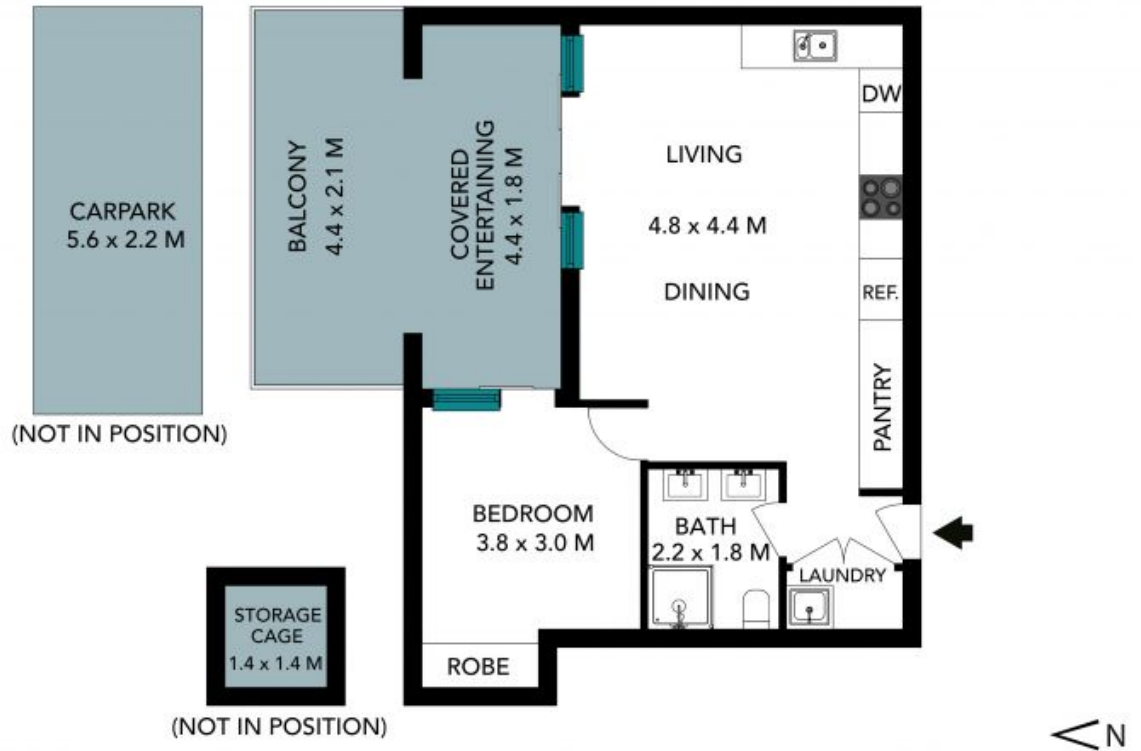 CARPARK
5.6 x 2.2 M
(NOT IN POSITION)
BALCONY
4.4 x 2.1 M
COVERED
ENTERTAINING
4.4 x 1.8 M
LIVING
4.8 x 4.4 M
DINING
DW
REF.
PANTRY
BEDROOM
3.8 x 3.0 M
BATH
2.2 x 1.8 M
LAUNDRY
ROBE
STORAGE
CAGE
1.4 x 1.4 M
(NOT IN POSITION)
N